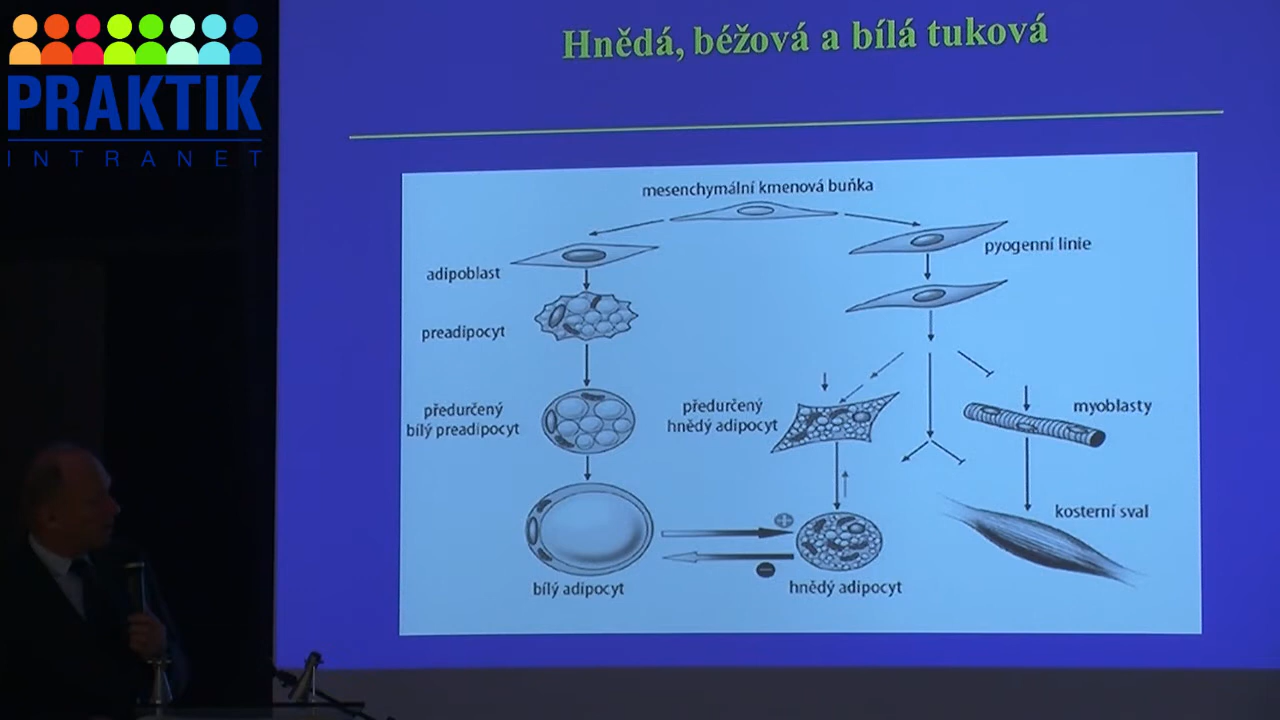 PRAKTIK
INTRANET
Hnědá, béžová a bílá tuková
mesenchymální kmenová buňka
pyogenní linie
adipoblast
preadipocyt
předurčený
bílý preadipocyt
předurčený
hnědý adipocyt
myoblasty
kosterní sval
bílý adipocyt
hnědý adipocyt